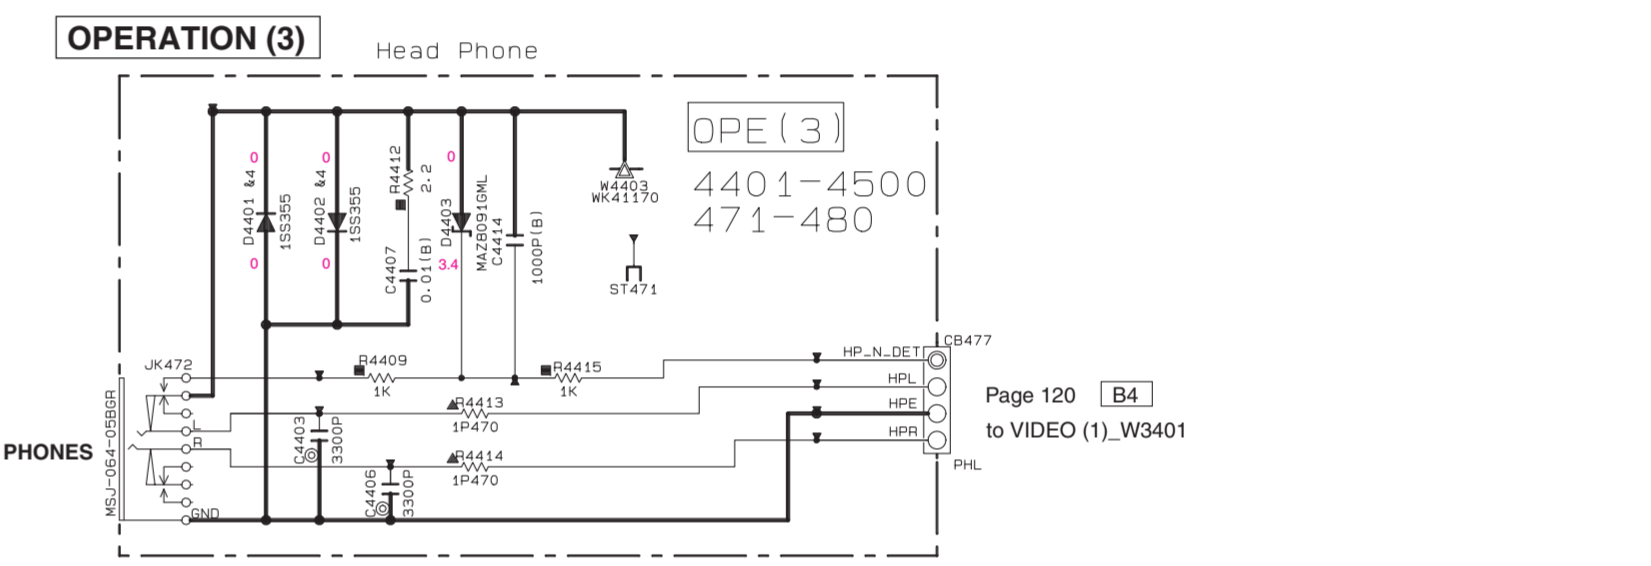 OPERATION (3)
Head Phone
OPE(3)
4401-4500
471-480
W4403
WK41170
ST471
0
D4401 &4
1SS355
0
0
D4402 &4
1SS355
0
R4412
2.2
C4407
0.01(B)
0
D4403
MAZ8091GML
3.4
C4414
1000P(B)
JK472
R4409
1K
R4415
1K
HP_N_DET
CB477
HPL
HPE
HPR
PHL
R4413
1P470
R4414
1P470
C4403
3300P
C4406
3300P
L
R
GND
MSJ-064-05BGR
PHONES
Page 120 B4
to VIDEO (1)_W3401